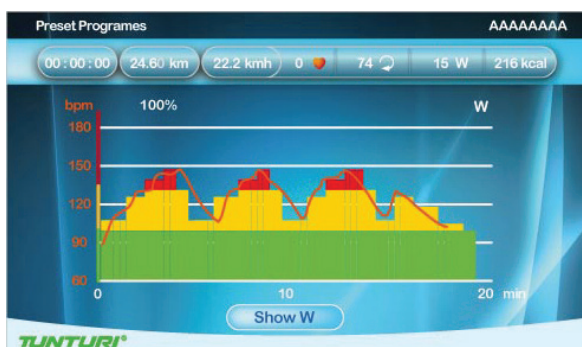 Preset Programes AAAAAAAA
00:00:00 24.60 km 22.2 kmh 0 74 15 W 216 kcal
bpm 100% W
180
150
120
90
60
0 10 20 min
Show W
TUNTURI®